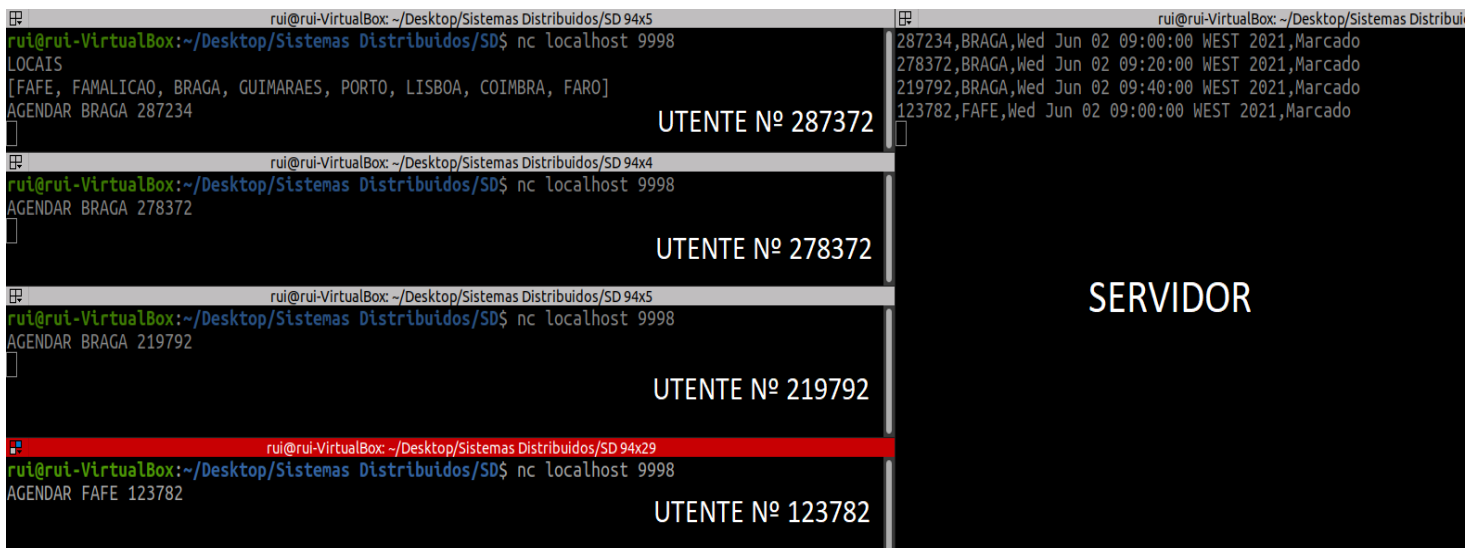 rui@rui-VirtualBox: ~/Desktop/Sistemas Distribuidos/SD 94x5
rui@rui-VirtualBox:~/Desktop/Sistemas Distribuidos/SD$ nc localhost 9998
LOCAIS
[FAFE, FAMALICAO, BRAGA, GUIMARAES, PORTO, LISBOA, COIMBRA, FARO]
AGENDAR BRAGA 287234
UTENTE Nº 287372
rui@rui-VirtualBox: ~/Desktop/Sistemas Distribuidos/SD 94x4
rui@rui-VirtualBox:~/Desktop/Sistemas Distribuidos/SD$ nc localhost 9998
AGENDAR BRAGA 278372
UTENTE Nº 278372
rui@rui-VirtualBox: ~/Desktop/Sistemas Distribuidos/SD 94x5
rui@rui-VirtualBox:~/Desktop/Sistemas Distribuidos/SD$ nc localhost 9998
AGENDAR BRAGA 219792
UTENTE Nº 219792
rui@rui-VirtualBox: ~/Desktop/Sistemas Distribuidos/SD 94x29
rui@rui-VirtualBox:~/Desktop/Sistemas Distribuidos/SD$ nc localhost 9998
AGENDAR FAFE 123782
UTENTE Nº 123782
rui@rui-VirtualBox: ~/Desktop/Sistemas Distribui
287234,BRAGA,Wed Jun 02 09:00:00 WEST 2021,Marcado
278372,BRAGA,Wed Jun 02 09:20:00 WEST 2021,Marcado
219792,BRAGA,Wed Jun 02 09:40:00 WEST 2021,Marcado
123782,FAFE,Wed Jun 02 09:00:00 WEST 2021,Marcado
SERVIDOR